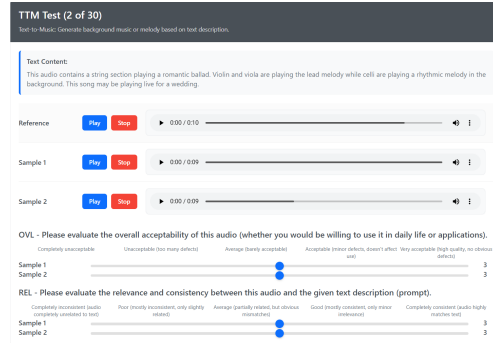 TTM Test (2 of 30)
Text-to-Music: Generate background music or melody based on text description.
Text Content:
This audio contains a string section playing a romantic ballad. Violin and viola are playing the lead melody while celli are playing a rhythmic melody in the
background. This song may be playing live for a wedding.
Reference Play Stop 0:00 / 0:10
Sample 1 Play Stop 0:00 / 0:09
Sample 2 Play Stop 0:00 / 0:09
OVL - Please evaluate the overall acceptability of this audio (whether you would be willing to use it in daily life or applications).
Completely unacceptable Unacceptable (too many defects) Average (barely acceptable) Acceptable (minor defects, doesn't affect use) Very acceptable (high quality, no obvious defects)
Sample 1 3
Sample 2 3
REL - Please evaluate the relevance and consistency between this audio and the given text description (prompt).
Completely inconsistent (audio completely unrelated to text) Poor (mostly inconsistent, only slightly related) Average (partially related, but obvious mismatches) Good (mostly consistent, only minor irrelevance) Completely consistent (audio highly matches text)
Sample 1 3
Sample 2 3